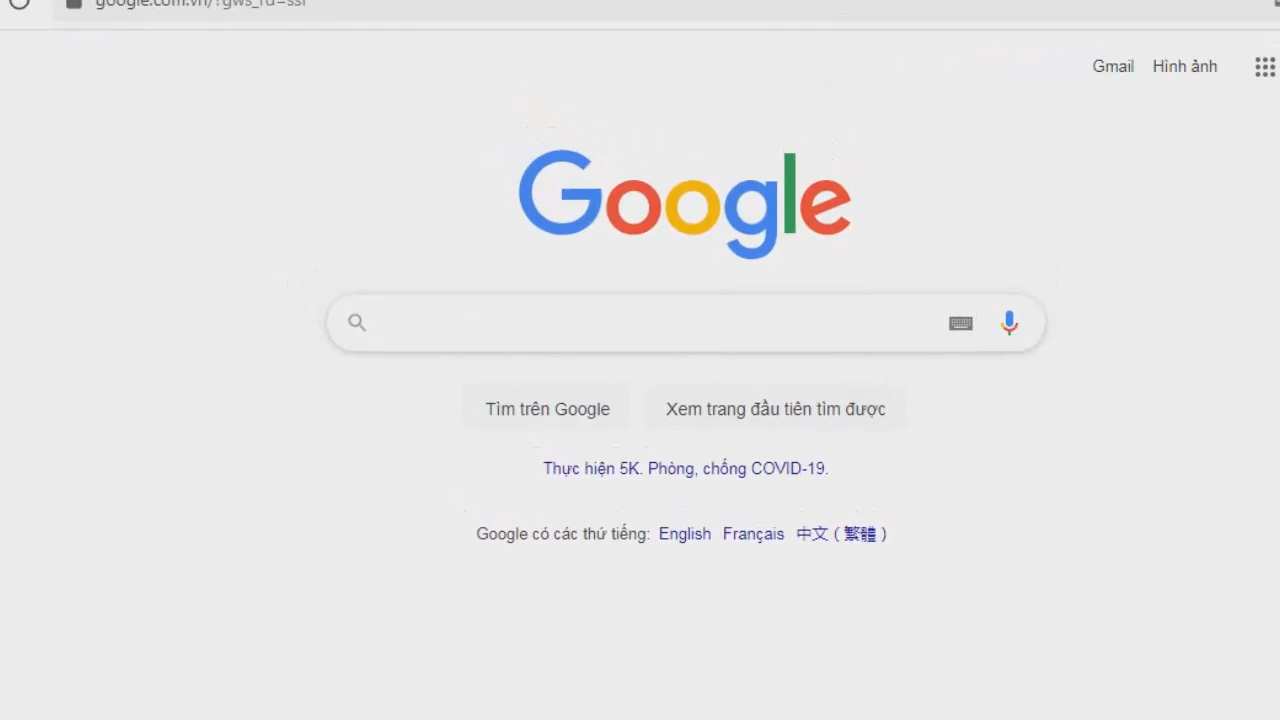 google.com.vn/?gws_rd=ssl
Gmail Hình ảnh
Google
Tìm trên Google Xem trang đầu tiên tìm được
Thực hiện 5K. Phòng, chống COVID-19.
Google có các thứ tiếng: English Français 中文 ( 繁體 )